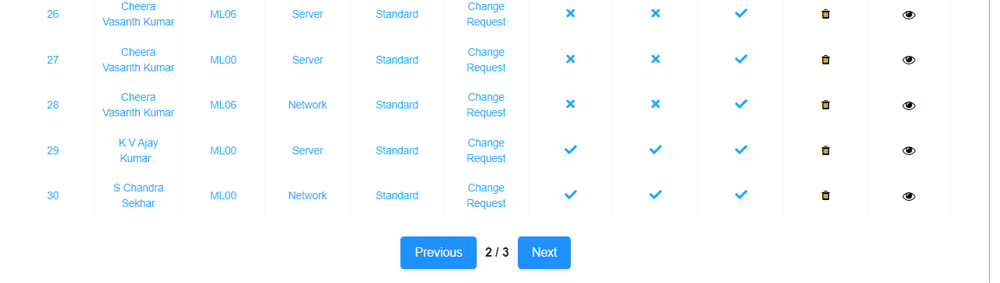 26 Cheera Vasanth Kumar ML06 Server Standard Change Request
27 Cheera Vasanth Kumar ML00 Server Standard Change Request
28 Cheera Vasanth Kumar ML06 Network Standard Change Request
29 K V Ajay Kumar . ML00 Server Standard Change Request
30 S Chandra Sekhar ML00 Network Standard Change Request
Previous 2 / 3 Next